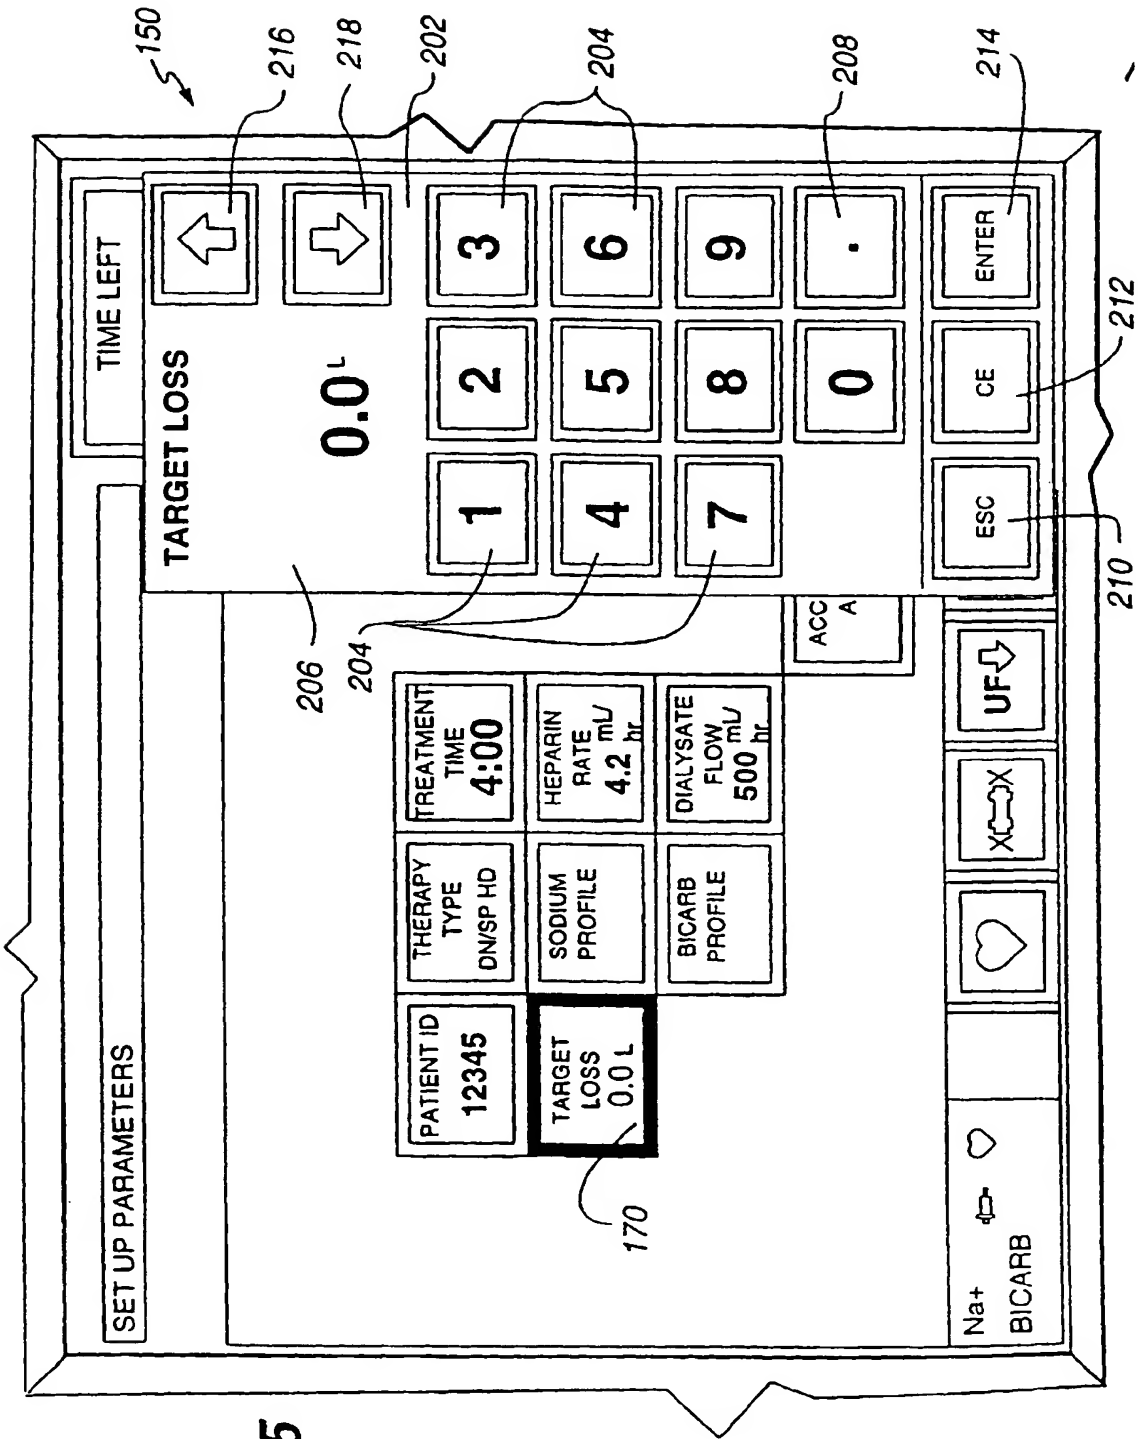 150
216
218
202
204
208
214
212
210
SET UP PARAMETERS
TIME LEFT
TARGET LOSS
0.0 L
206
204
1
2
3
4
5
6
7
8
9
0
.
ESC
CE
ENTER
PATIENT ID
12345
THERAPY
TYPE
DN/SP HD
TREATMENT
TIME
4:00
TARGET
LOSS
0.0 L
SODIUM
PROFILE
HEPARIN
RATE
4.2 mL/
hr
BICARB
PROFILE
DIALYSATE
FLOW
500 mL/
hr
ACC
A
170
Na+
BICARB
UF
5